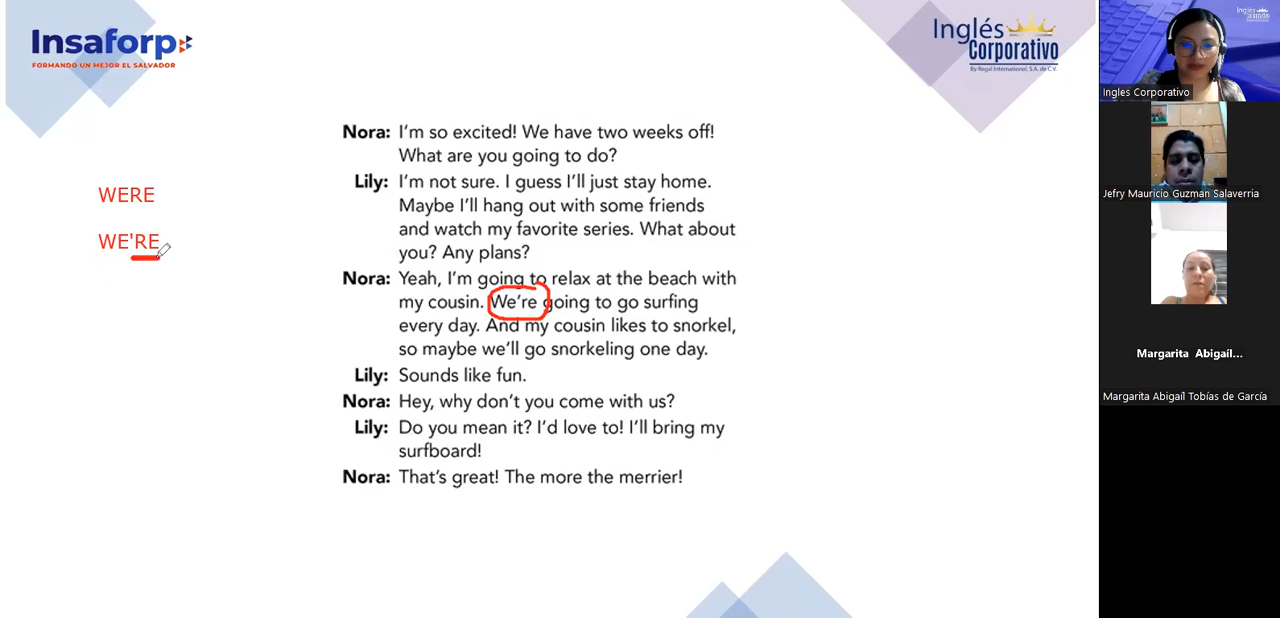 Insaforp
FORMANDO UN MEJOR EL SALVADOR
Inglés
Corporativo
By Regal International, S.A. de C.V.
WERE
WE'RE
Nora: I'm so excited! We have two weeks off!
What are you going to do?
Lily: I'm not sure. I guess I'll just stay home.
Maybe I'll hang out with some friends
and watch my favorite series. What about
you? Any plans?
Nora: Yeah, I'm going to relax at the beach with
my cousin. We're going to go surfing
every day. And my cousin likes to snorkel,
so maybe we'll go snorkeling one day.
Lily: Sounds like fun.
Nora: Hey, why don't you come with us?
Lily: Do you mean it? I'd love to! I'll bring my
surfboard!
Nora: That's great! The more the merrier!
Inglés
Corporativo
Ingles Corporativo
Jefry Mauricio Guzman Salaverria
Margarita Abigaíl...
Margarita Abigaíl Tobías de García